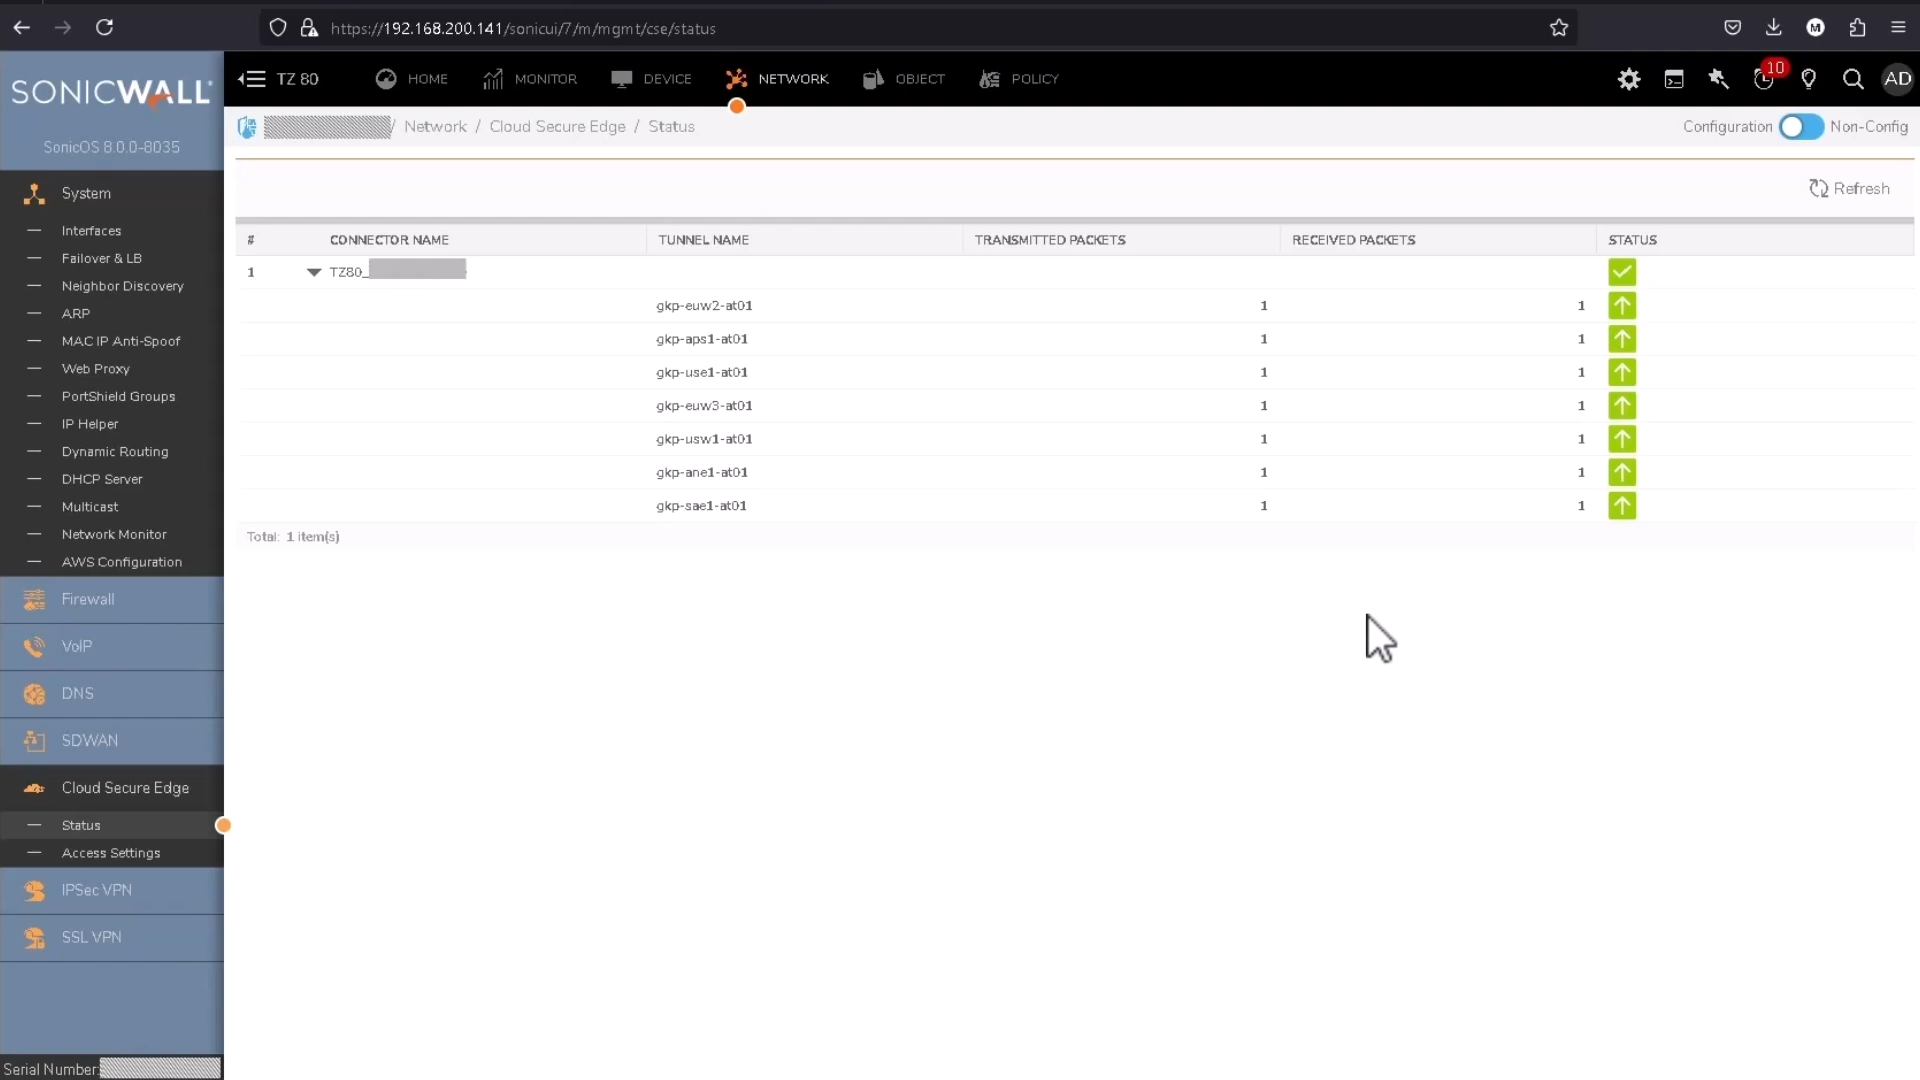 https://192.168.200.141/sonicui/7/m/mgmt/cse/status
M
SONICWALL
SonicOS 8.0.0-8035
TZ 80
HOME
MONITOR
DEVICE
NETWORK
OBJECT
POLICY
10
AD
/ Network / Cloud Secure Edge / Status
Configuration
Non-Config
Refresh
System
Interfaces
Failover & LB
Neighbor Discovery
ARP
MAC IP Anti-Spoof
Web Proxy
PortShield Groups
IP Helper
Dynamic Routing
DHCP Server
Multicast
Network Monitor
AWS Configuration
Firewall
VoIP
DNS
SDWAN
Cloud Secure Edge
Status
Access Settings
IPSec VPN
SSL VPN
Serial Number:
# CONNECTOR NAME TUNNEL NAME TRANSMITTED PACKETS RECEIVED PACKETS STATUS
1 TZ80_
gkp-euw2-at01 1 1
gkp-aps1-at01 1 1
gkp-use1-at01 1 1
gkp-euw3-at01 1 1
gkp-usw1-at01 1 1
gkp-ane1-at01 1 1
gkp-sae1-at01 1 1
Total: 1 item(s)